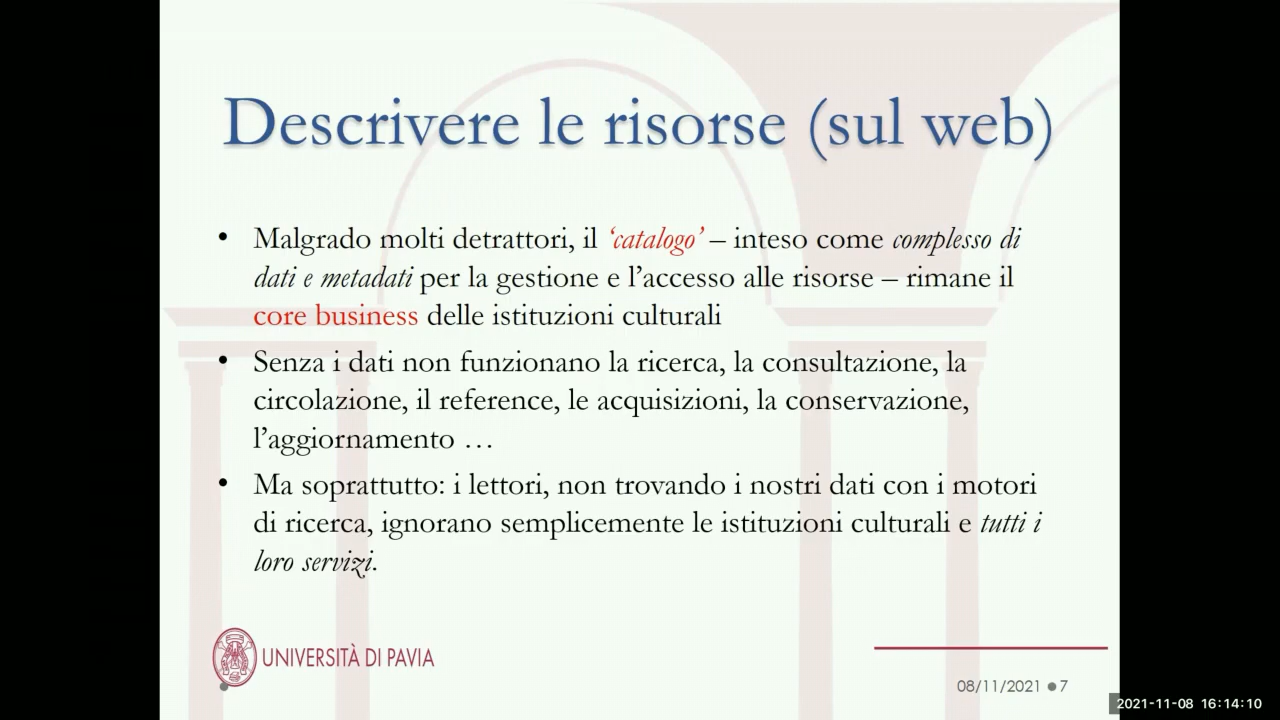 Descrivere le risorse (sul web)
• Malgrado molti detrattori, il ‘catalogo’ – inteso come complesso di
dati e metadati per la gestione e l’accesso alle risorse – rimane il
core business delle istituzioni culturali
• Senza i dati non funzionano la ricerca, la consultazione, la
circolazione, il reference, le acquisizioni, la conservazione,
l’aggiornamento …
• Ma soprattutto: i lettori, non trovando i nostri dati con i motori
di ricerca, ignorano semplicemente le istituzioni culturali e tutti i
loro servizi.
UNIVERSITÀ DI PAVIA
08/11/2021 ● 7
2021-11-08 16:14:10